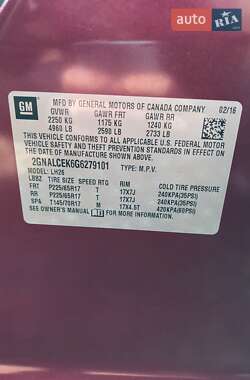 AUTO RIA
GM
MFD BY GENERAL MOTORS OF CANADA COMPANY 02/16
GVWR GAWR FRT GAWR RR
2250 KG 1175 KG 1240 KG
4960 LB 2590 LB 2733 LB
THIS VEHICLE CONFORMS TO ALL APPLICABLE U.S. FEDERAL MOTOR
VEHICLE SAFETY AND THEFT PREVENTION STANDARDS IN EFFECT ON THE
DATE OF MANUFACTURE SHOWN ABOVE.
2GNALCEK6G6279101 TYPE: M.P.V.
MODEL: LH26
TIRE SIZE SPEED RTG RIM COLD TIRE PRESSURE
FRT P225/65R17 T 17X7J 240KPA(35PSI)
RR P225/65R17 T 17X7J 240KPA(35PSI)
SPA T145/70R17 M 17X4.5T 420KPA(60PSI)
SEE OWNER'S MANUAL FOR ADDITIONAL INFORMATION.